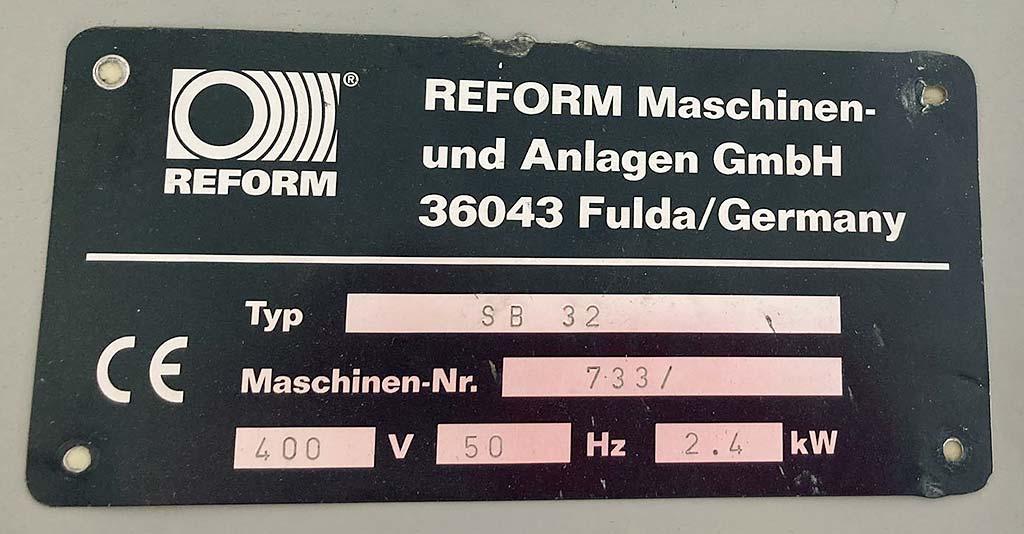 ®
REFORM
REFORM Maschinen-
und Anlagen GmbH
36043 Fulda/Germany
CE
Typ SB 32
Maschinen-Nr. 733/
400 V 50 Hz 2.4 kW